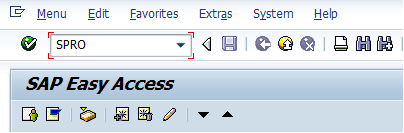 Menu Edit Favorites Extras System Help
SPRO
SAP Easy Access